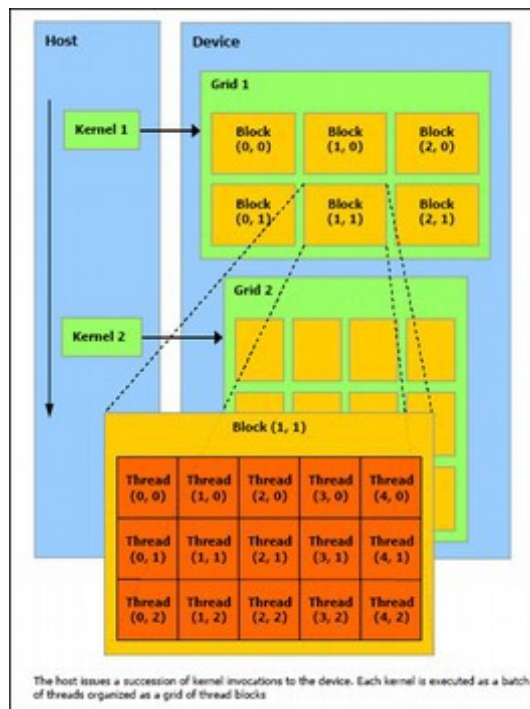 Host
Device
Grid 1
Kernel 1
Block
(0, 0)
Block
(1, 0)
Block
(2, 0)
Block
(0, 1)
Block
(1, 1)
Block
(2, 1)
Grid 2
Kernel 2
Block (1, 1)
Thread
(0, 0)
Thread
(1, 0)
Thread
(2, 0)
Thread
(3, 0)
Thread
(4, 0)
Thread
(0, 1)
Thread
(1, 1)
Thread
(2, 1)
Thread
(3, 1)
Thread
(4, 1)
Thread
(0, 2)
Thread
(1, 2)
Thread
(2, 2)
Thread
(3, 2)
Thread
(4, 2)
The host issues a succession of kernel invocations to the device. Each kernel is executed as a batch
of threads organized as a grid of thread blocks